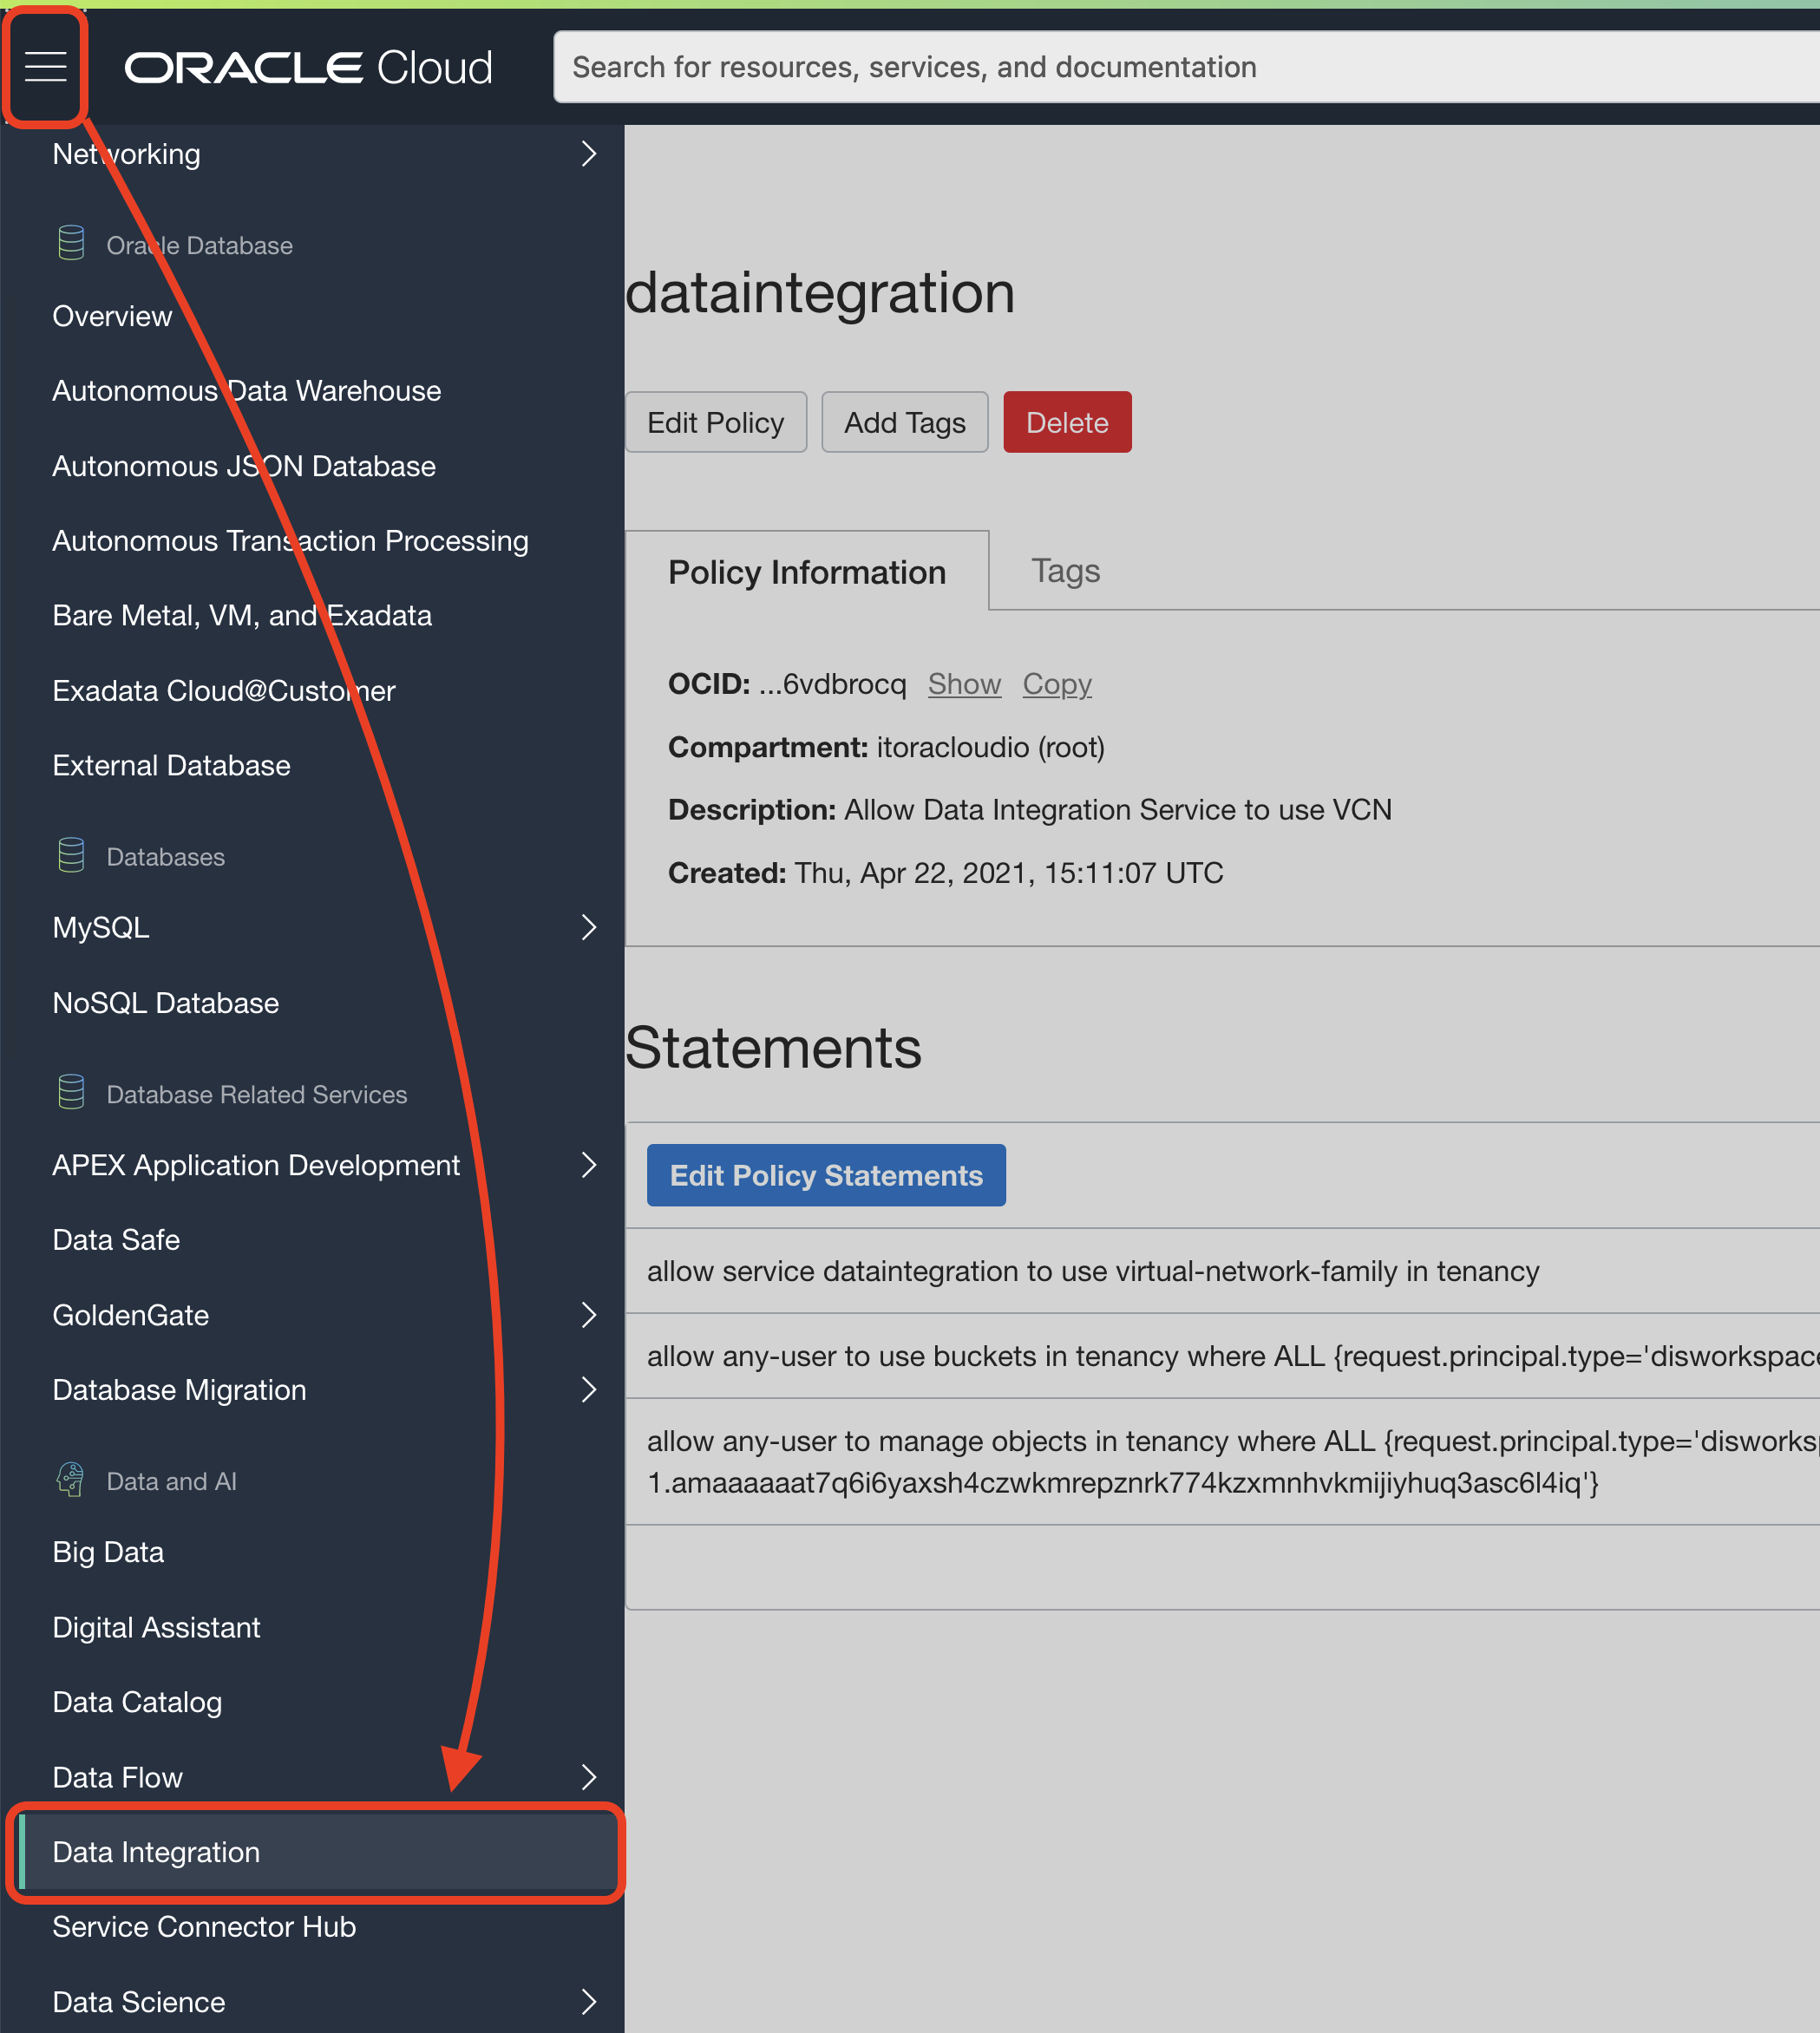 ORACLE Cloud
Search for resources, services, and documentation
Networking
Oracle Database
Overview
Autonomous Data Warehouse
Autonomous JSON Database
Autonomous Transaction Processing
Bare Metal, VM, and Exadata
Exadata Cloud@Customer
External Database
Databases
MySQL
NoSQL Database
Database Related Services
APEX Application Development
Data Safe
GoldenGate
Database Migration
Data and AI
Big Data
Digital Assistant
Data Catalog
Data Flow
Data Integration
Service Connector Hub
Data Science
dataintegration
Edit Policy Add Tags Delete
Policy Information Tags
OCID: ...6vdbrocq Show Copy
Compartment: itoracloudio (root)
Description: Allow Data Integration Service to use VCN
Created: Thu, Apr 22, 2021, 15:11:07 UTC
Statements
Edit Policy Statements
allow service dataintegration to use virtual-network-family in tenancy
allow any-user to use buckets in tenancy where ALL {request.principal.type='disworkspace
allow any-user to manage objects in tenancy where ALL {request.principal.type='disworksp
1.amaaaaaat7q6i6yaxsh4czwkmrepznrk774kzxmnhvkmijiyhuq3asc6l4iq'}